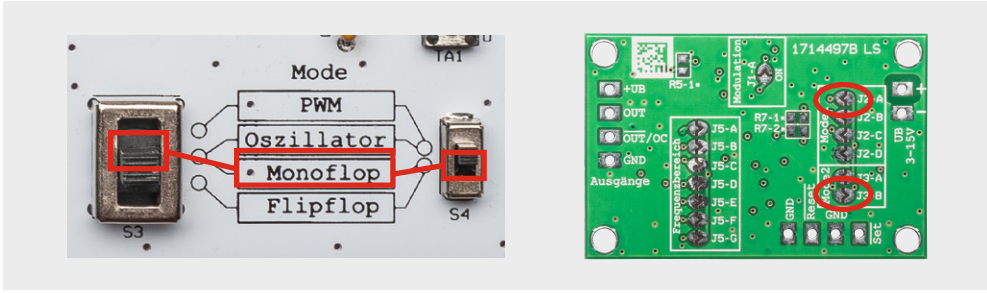 Mode
PWM
Oszillator
Monoflop
Flipflop
S3
S4
TA1
1714497B LS
R5-1
Modulation
J1-A
ON
+UB
OUT
OUT/OC
GND
Ausgänge
Frequenzbereich
J5-A
J5-B
J5-C
J5-D
J5-E
J5-F
J5-G
R7-1
R7-2
J2-A
J2-B
J2-C
J2-D
J3-A
J3-B
+
-
UB
3-15V
GND
Reset
GND
Set